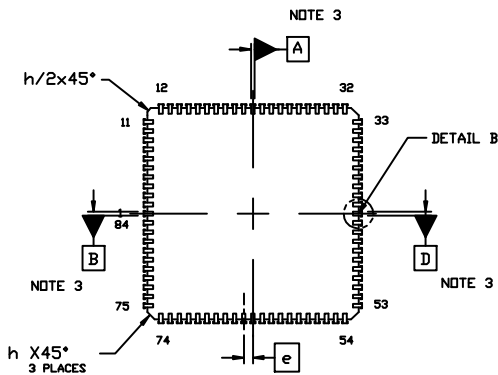 NOTE 3
A
h/2x45°
12
32
11
33
DETAIL B
1
84
B
D
NOTE 3
NOTE 3
75
53
h X45°
3 PLACES
74
54
e